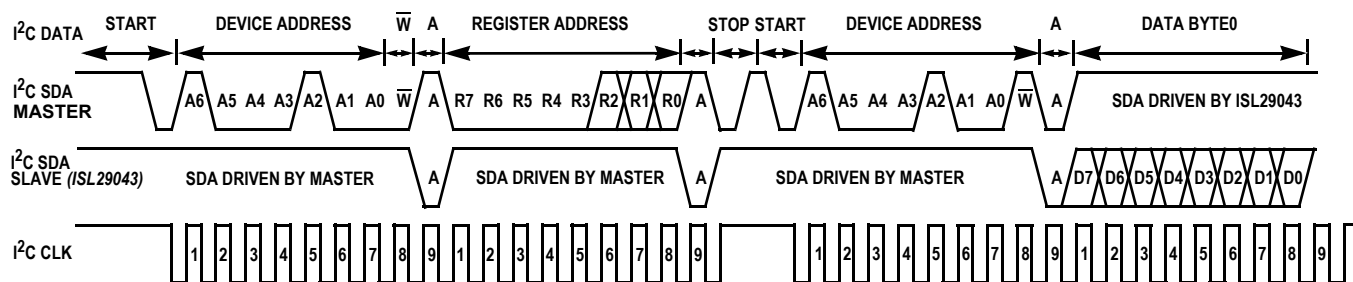 I²C DATA START DEVICE ADDRESS W̅ A REGISTER ADDRESS STOP START DEVICE ADDRESS A DATA BYTE0
I²C SDA MASTER A6 A5 A4 A3 A2 A1 A0 W̅ A R7 R6 R5 R4 R3 R2 R1 R0 A A6 A5 A4 A3 A2 A1 A0 W̅ A SDA DRIVEN BY ISL29043
I²C SDA
SLAVE (ISL29043) SDA DRIVEN BY MASTER A SDA DRIVEN BY MASTER A SDA DRIVEN BY MASTER A D7 D6 D5 D4 D3 D2 D1 D0
I²C CLK 1 2 3 4 5 6 7 8 9 1 2 3 4 5 6 7 8 9 1 2 3 4 5 6 7 8 9 1 2 3 4 5 6 7 8 9